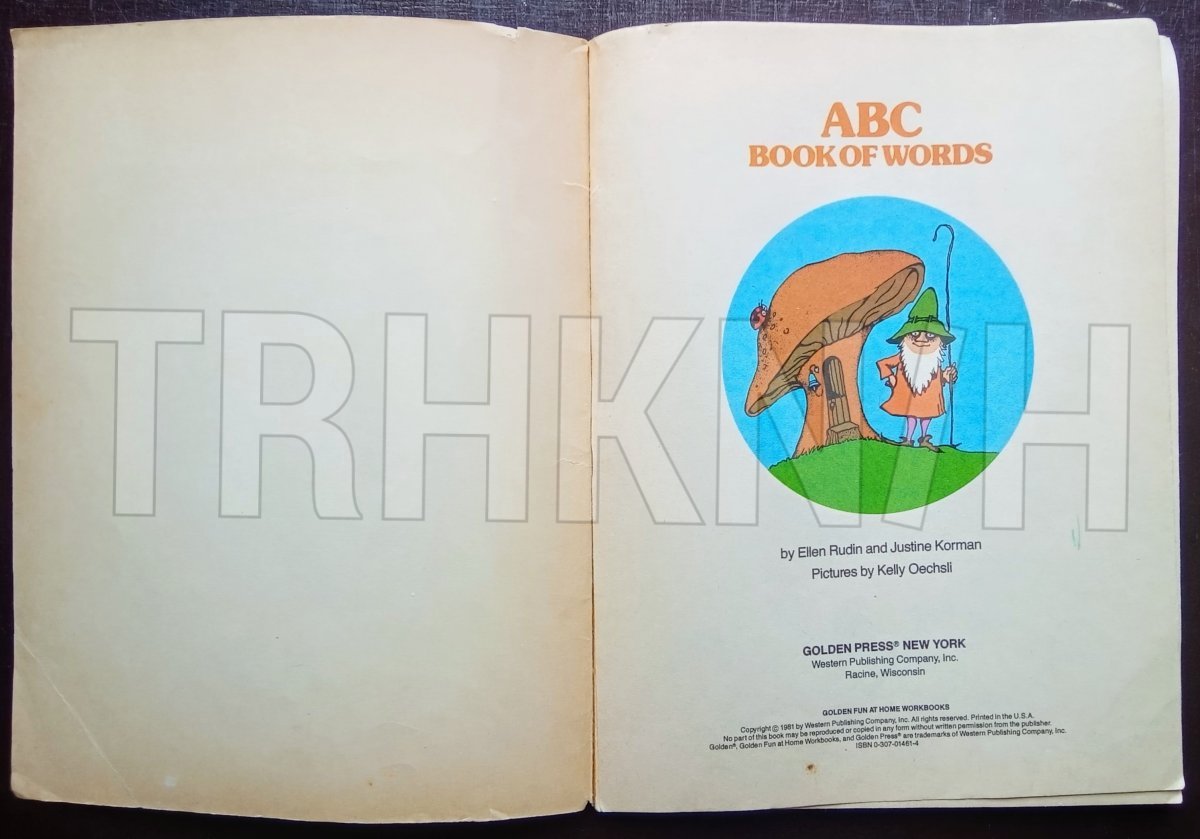 ABC
BOOK OF WORDS
by Ellen Rudin and Justine Korman
Pictures by Kelly Oechsli
GOLDEN PRESS® NEW YORK
Western Publishing Company, Inc.
Racine, Wisconsin
GOLDEN FUN AT HOME WORKBOOKS
Copyright © 1981 by Western Publishing Company, Inc. All rights reserved. Printed in the U.S.A.
No part of this book may be reproduced or copied in any form without written permission from the publisher.
Golden®, Golden Fun at Home Workbooks, and Golden Press® are trademarks of Western Publishing Company, Inc.
ISBN 0-307-01461-4